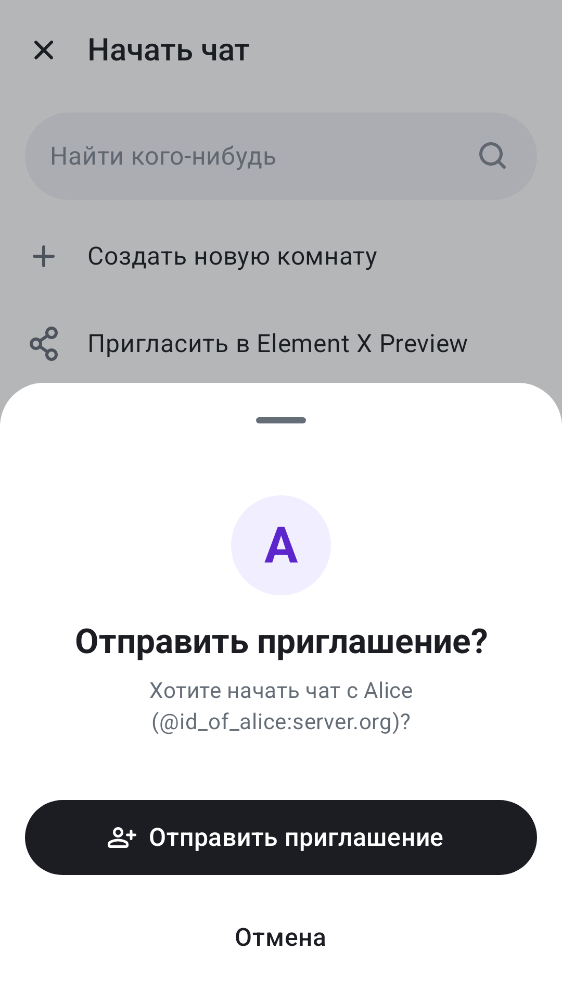 Начать чат
Найти кого-нибудь
Создать новую комнату
Пригласить в Element X Preview
A
Отправить приглашение?
Хотите начать чат с Alice
(@id_of_alice:server.org)?
Отправить приглашение
Отмена